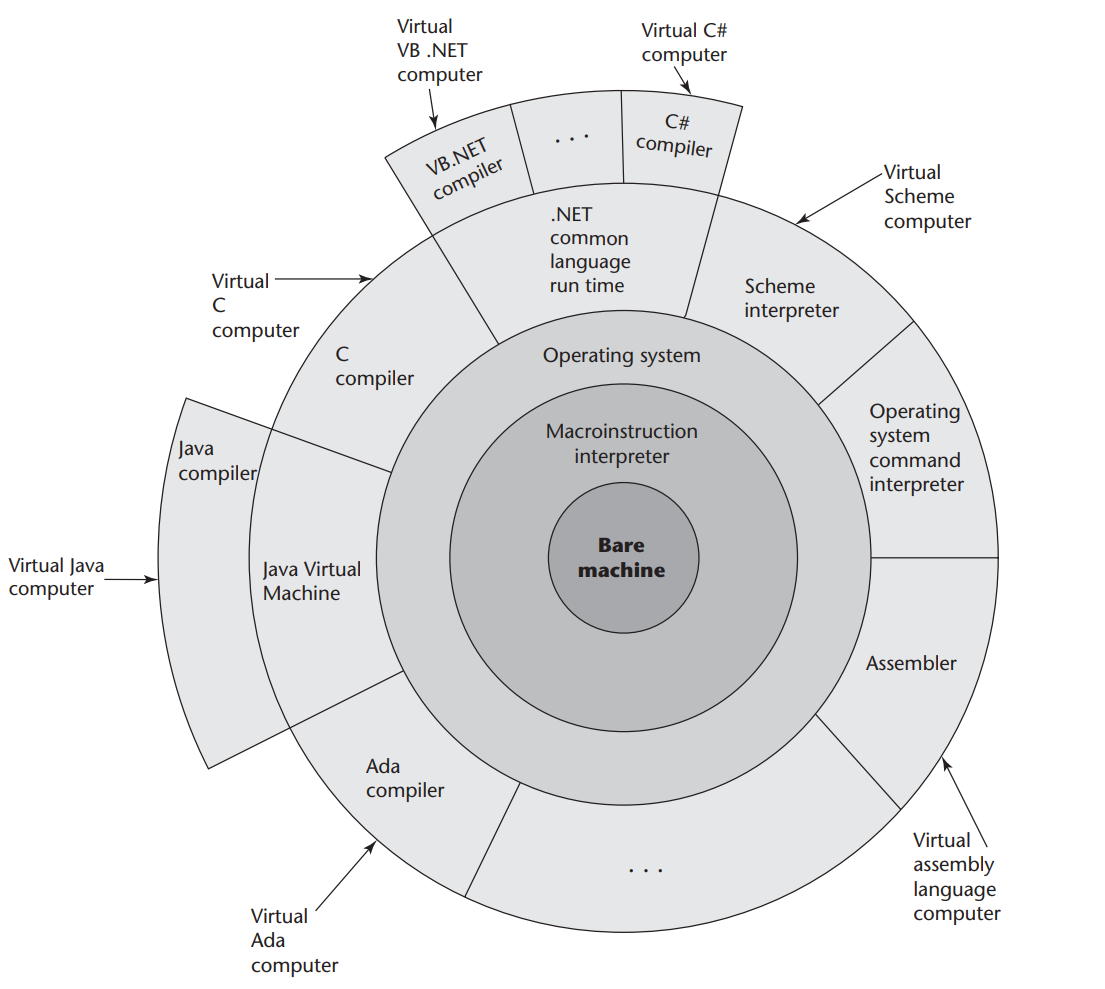 Virtual
VB .NET
computer
Virtual C#
computer
VB.NET
compiler
. . .
C#
compiler
Virtual
Scheme
computer
.NET
common
language
run time
Scheme
interpreter
Virtual
C
computer
C
compiler
Operating system
Operating
system
command
interpreter
Macroinstruction
interpreter
Java
compiler
Bare
machine
Virtual Java
computer
Java Virtual
Machine
Assembler
Ada
compiler
. . .
Virtual
assembly
language
computer
Virtual
Ada
computer